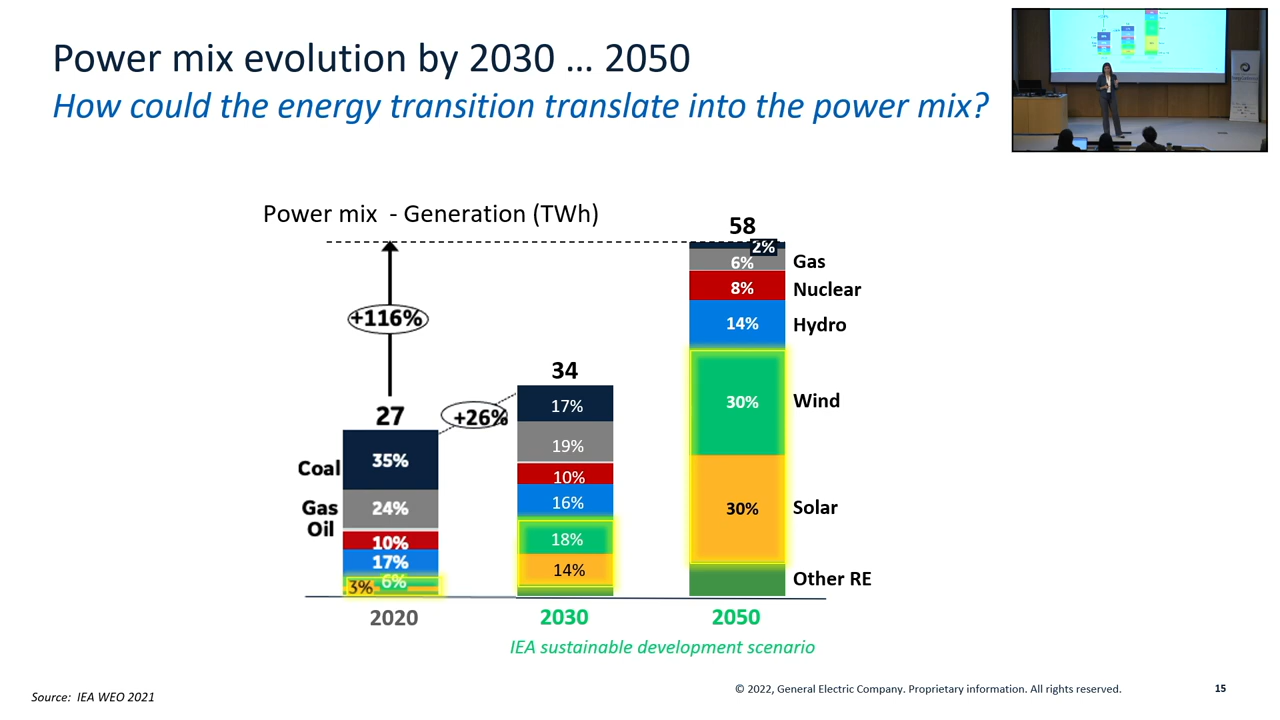 Power mix evolution by 2030 ... 2050
How could the energy transition translate into the power mix?
Power mix - Generation (TWh)
58
2%
6%
Gas
8%
Nuclear
14%
Hydro
+116%
34
30%
Wind
27
+26%
17%
35%
Coal
19%
24%
Gas
Oil
10%
10%
16%
17%
18%
30%
Solar
6%
3%
14%
Other RE
2020
2030
2050
IEA sustainable development scenario
Source: IEA WEO 2021
© 2022, General Electric Company. Proprietary information. All rights reserved.
15